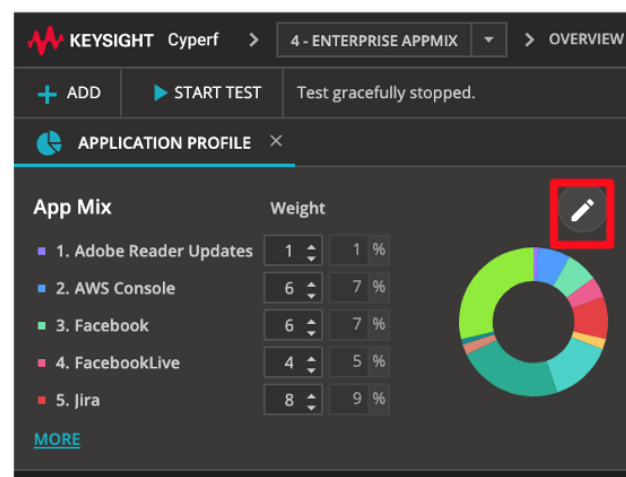 KEYSIGHT Cyperf > 4 - ENTERPRISE APPMIX > OVERVIEW
+ ADD START TEST Test gracefully stopped.
APPLICATION PROFILE ×
App Mix Weight
1. Adobe Reader Updates 1 1 %
2. AWS Console 6 7 %
3. Facebook 6 7 %
4. FacebookLive 4 5 %
5. Jira 8 9 %
MORE